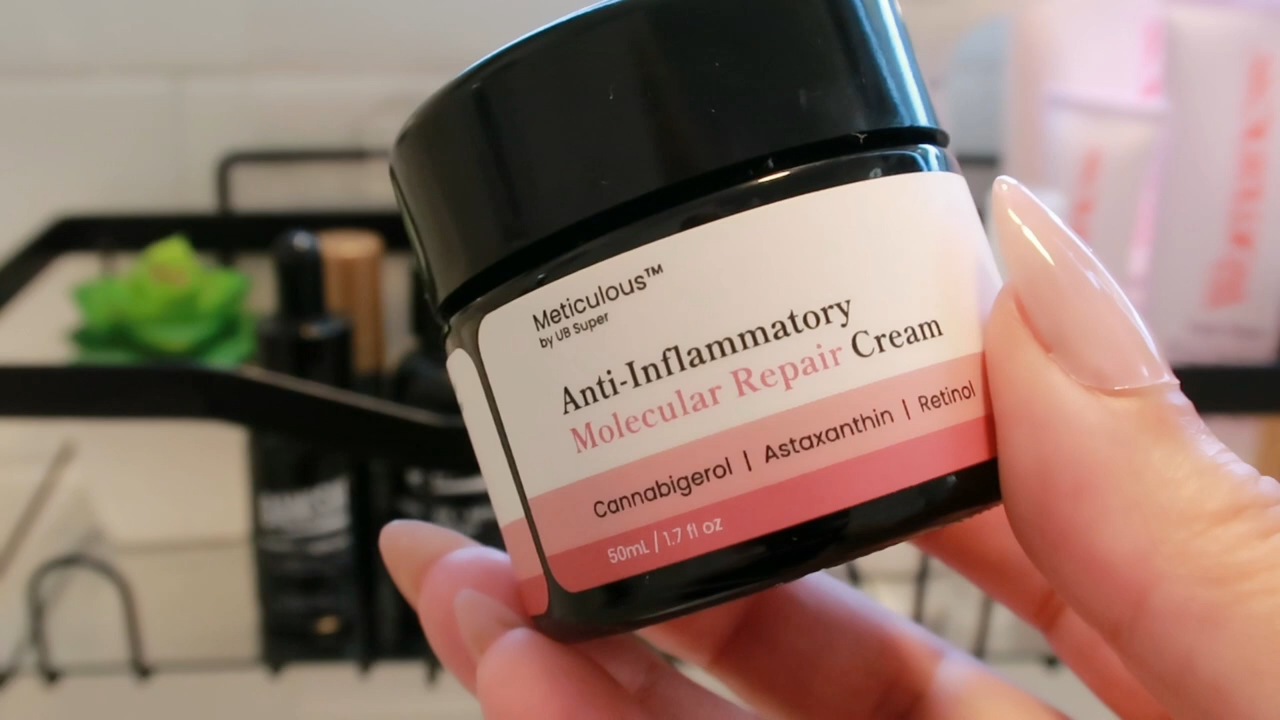 Meticulous™
by UB Super
Anti-Inflammatory
Molecular Repair Cream
Cannabigerol | Astaxanthin | Retinol
50mL / 1.7 fl oz